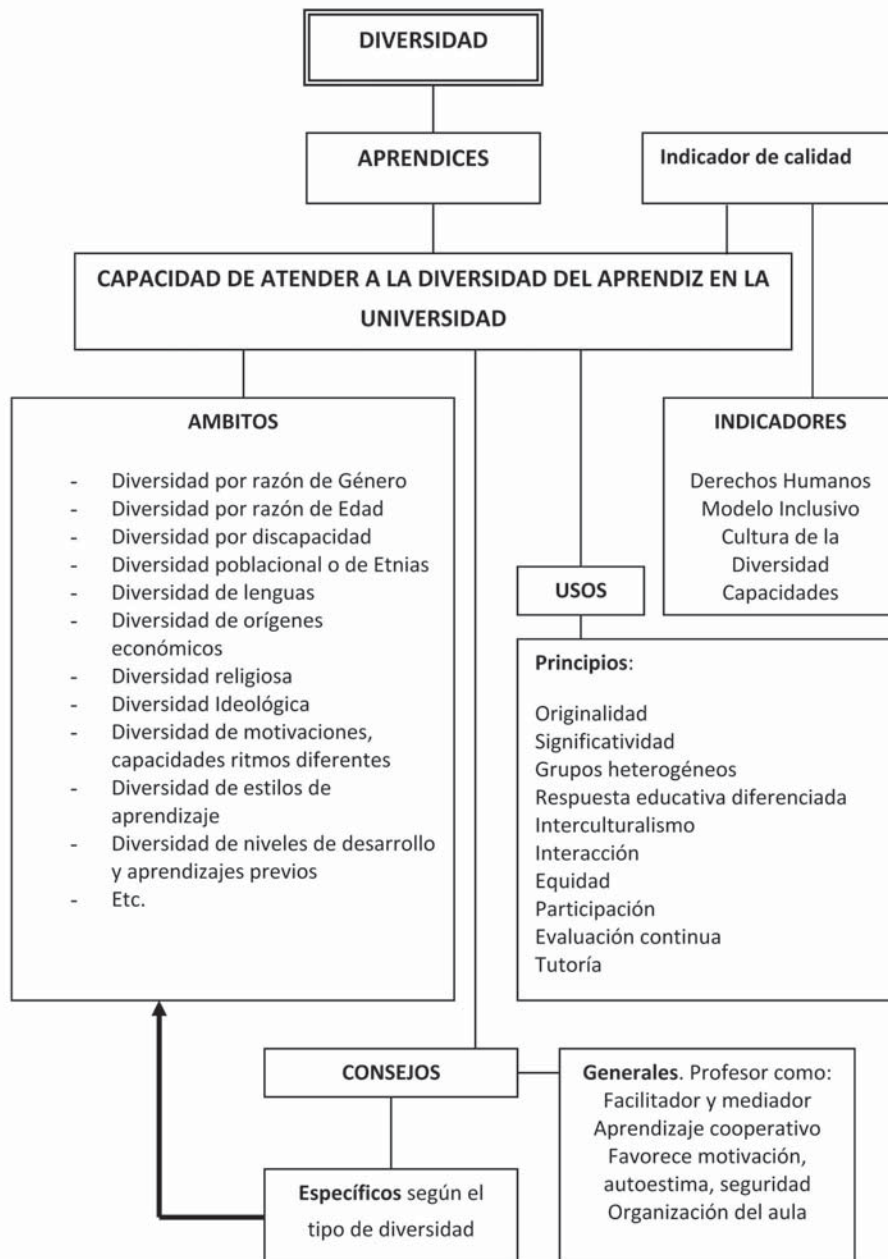 DIVERSIDAD
APRENDICES
Indicador de calidad
CAPACIDAD DE ATENDER A LA DIVERSIDAD DEL APRENDIZ EN LA
UNIVERSIDAD
AMBITOS
- Diversidad por razón de Género
- Diversidad por razón de Edad
- Diversidad por discapacidad
- Diversidad poblacional o de Etnias
- Diversidad de lenguas
- Diversidad de orígenes
económicos
- Diversidad religiosa
- Diversidad Ideológica
- Diversidad de motivaciones,
capacidades ritmos diferentes
- Diversidad de estilos de
aprendizaje
- Diversidad de niveles de desarrollo
y aprendizajes previos
- Etc.
INDICADORES
Derechos Humanos
Modelo Inclusivo
Cultura de la
Diversidad
Capacidades
USOS
Principios:
Originalidad
Significatividad
Grupos heterogéneos
Respuesta educativa diferenciada
Interculturalismo
Interacción
Equidad
Participación
Evaluación continua
Tutoría
CONSEJOS
Generales. Profesor como:
Facilitador y mediador
Aprendizaje cooperativo
Favorece motivación,
autoestima, seguridad
Organización del aula
Específicos según el
tipo de diversidad